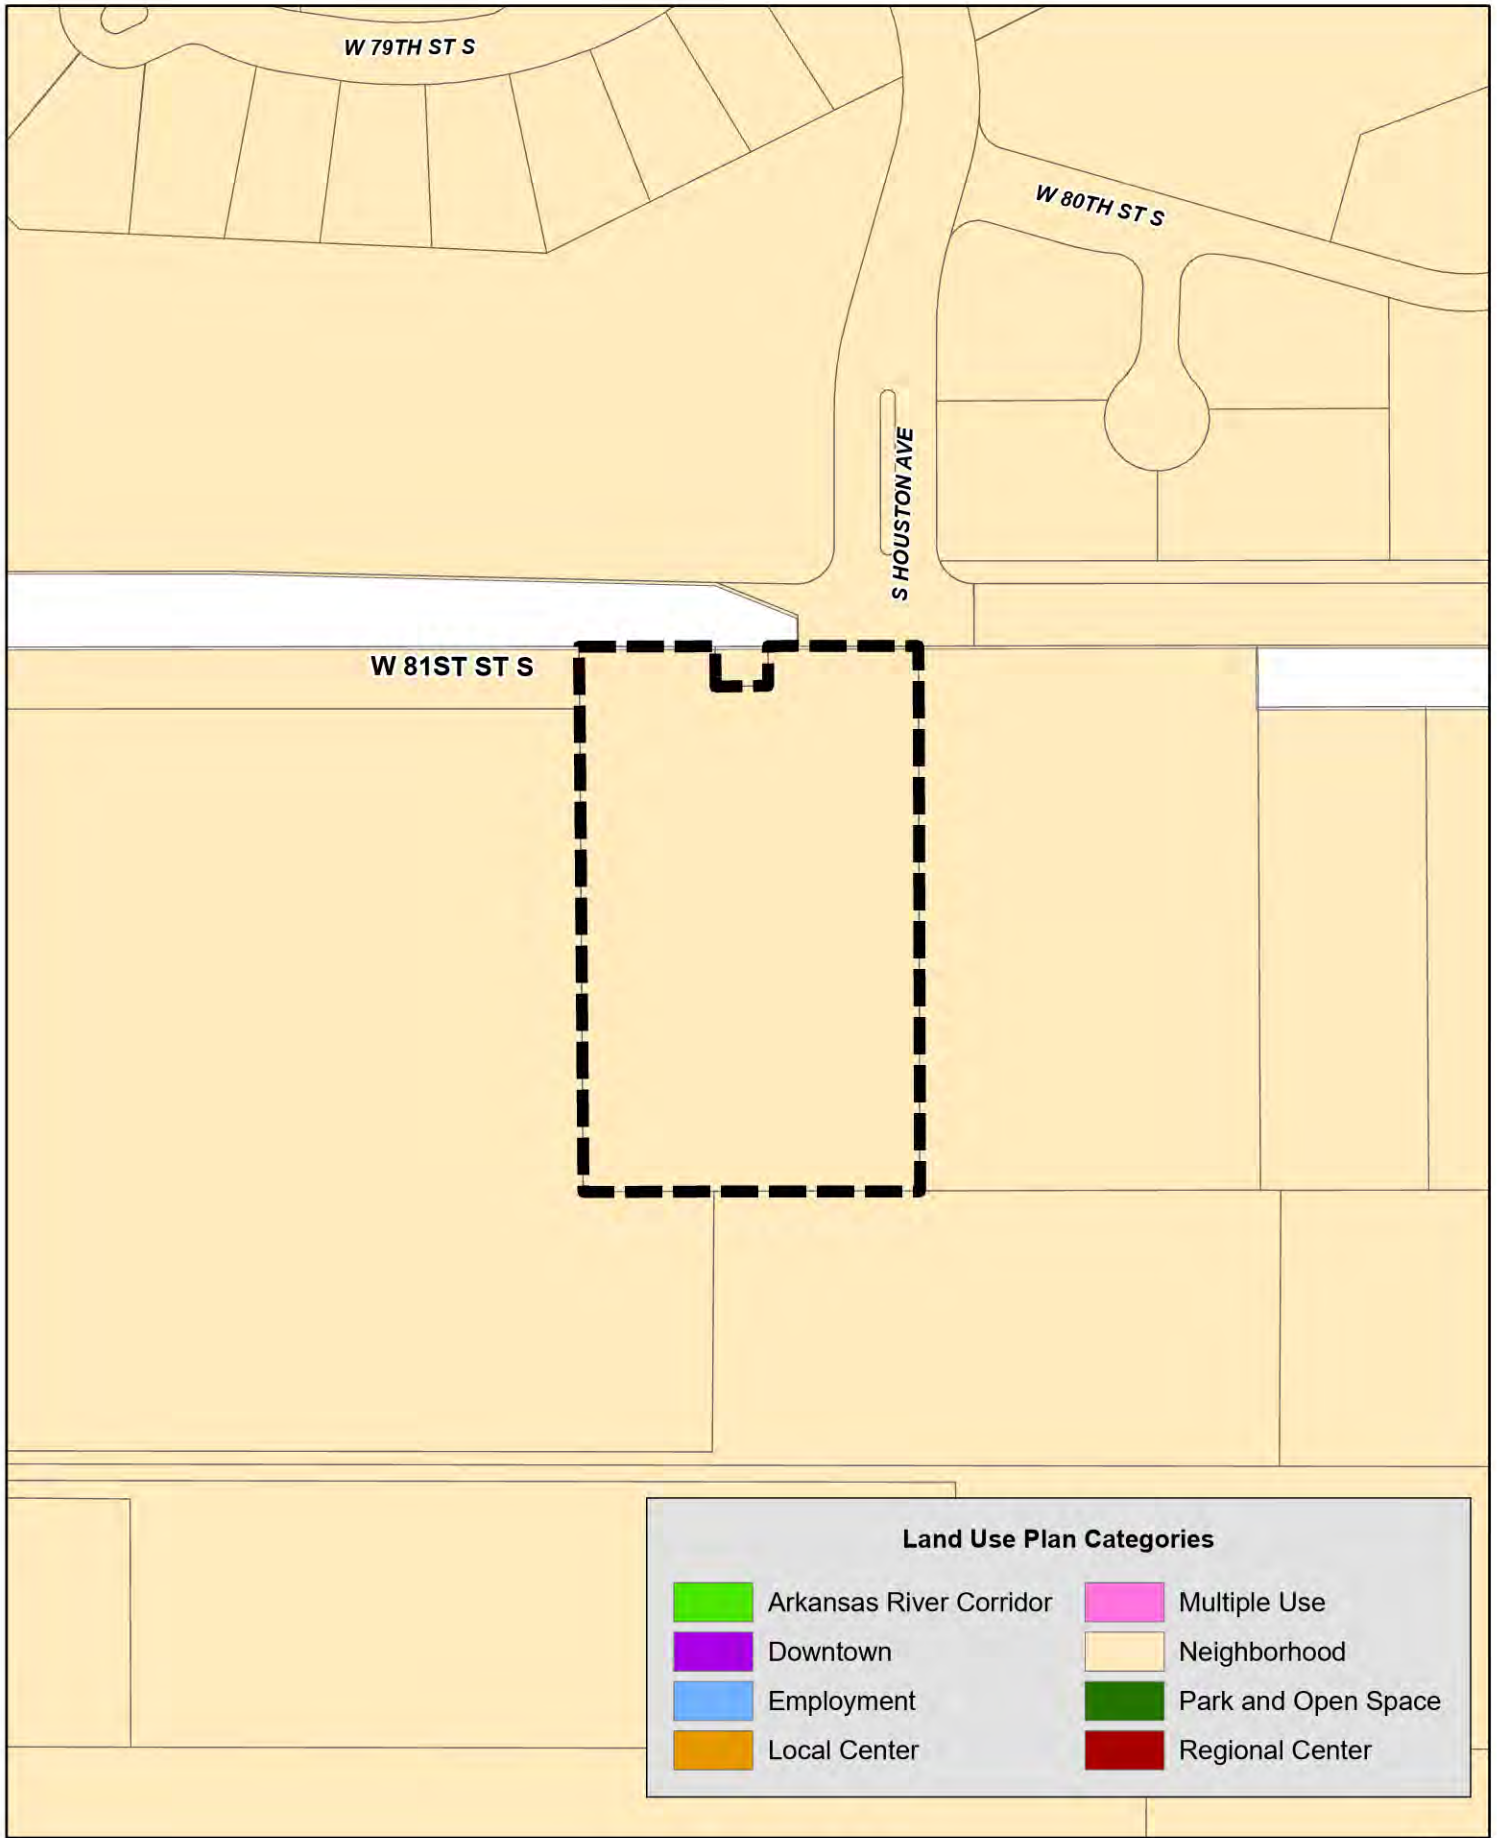 W 79TH ST S
W 80TH ST S
S HOUSTON AVE
W 81ST ST S
Land Use Plan Categories
Arkansas River Corridor
Downtown
Employment
Local Center
Multiple Use
Neighborhood
Park and Open Space
Regional Center